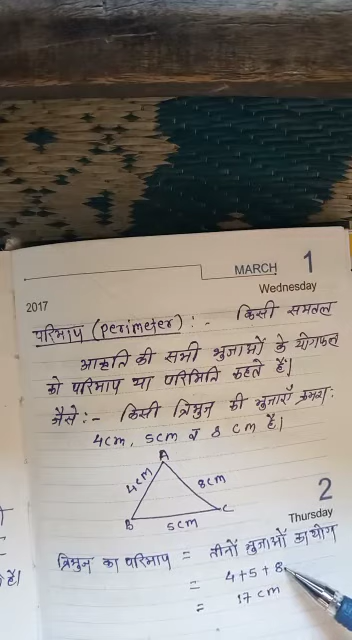 MARCH 1
Wednesday
2017
परिमाप (perimeter) :- किसी समतल
आकृति की सभी भुजाओं के योगफल
को परिमाप या परिमिति कहते हैं।
जैसे :- किसी त्रिभुज की भुजाएँ क्रमशः
4cm, 5cm व 8 cm है।
A
4cm
8cm
B
C
5cm
2
Thursday
त्रिभुज का परिमाप = तीनों भुजाओं का योग
= 4+5+8
= 17 cm
हैं।